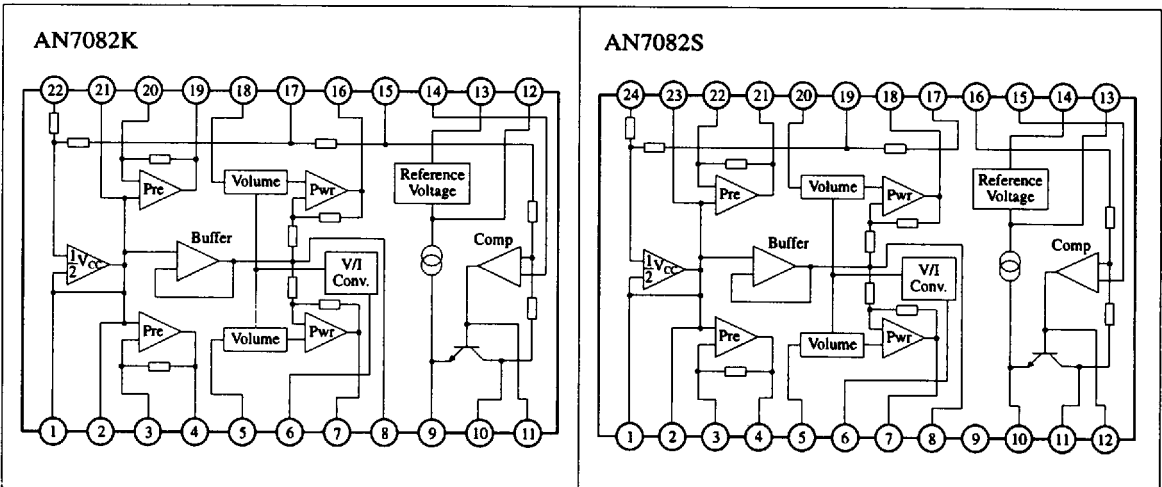 AN7082K
22 21 20 19 18 17 16 15 14 13 12
Pre
Volume
Pwr
Reference
Voltage
1/2 VCC
Buffer
V/I
Conv.
Comp
Pre
Volume
Pwr
1 2 3 4 5 6 7 8 9 10 11
AN7082S
24 23 22 21 20 19 18 17 16 15 14 13
Pre
Volume
Pwr
Reference
Voltage
1/2 VCC
Buffer
V/I
Conv.
Comp
Pre
Volume
Pwr
1 2 3 4 5 6 7 8 9 10 11 12